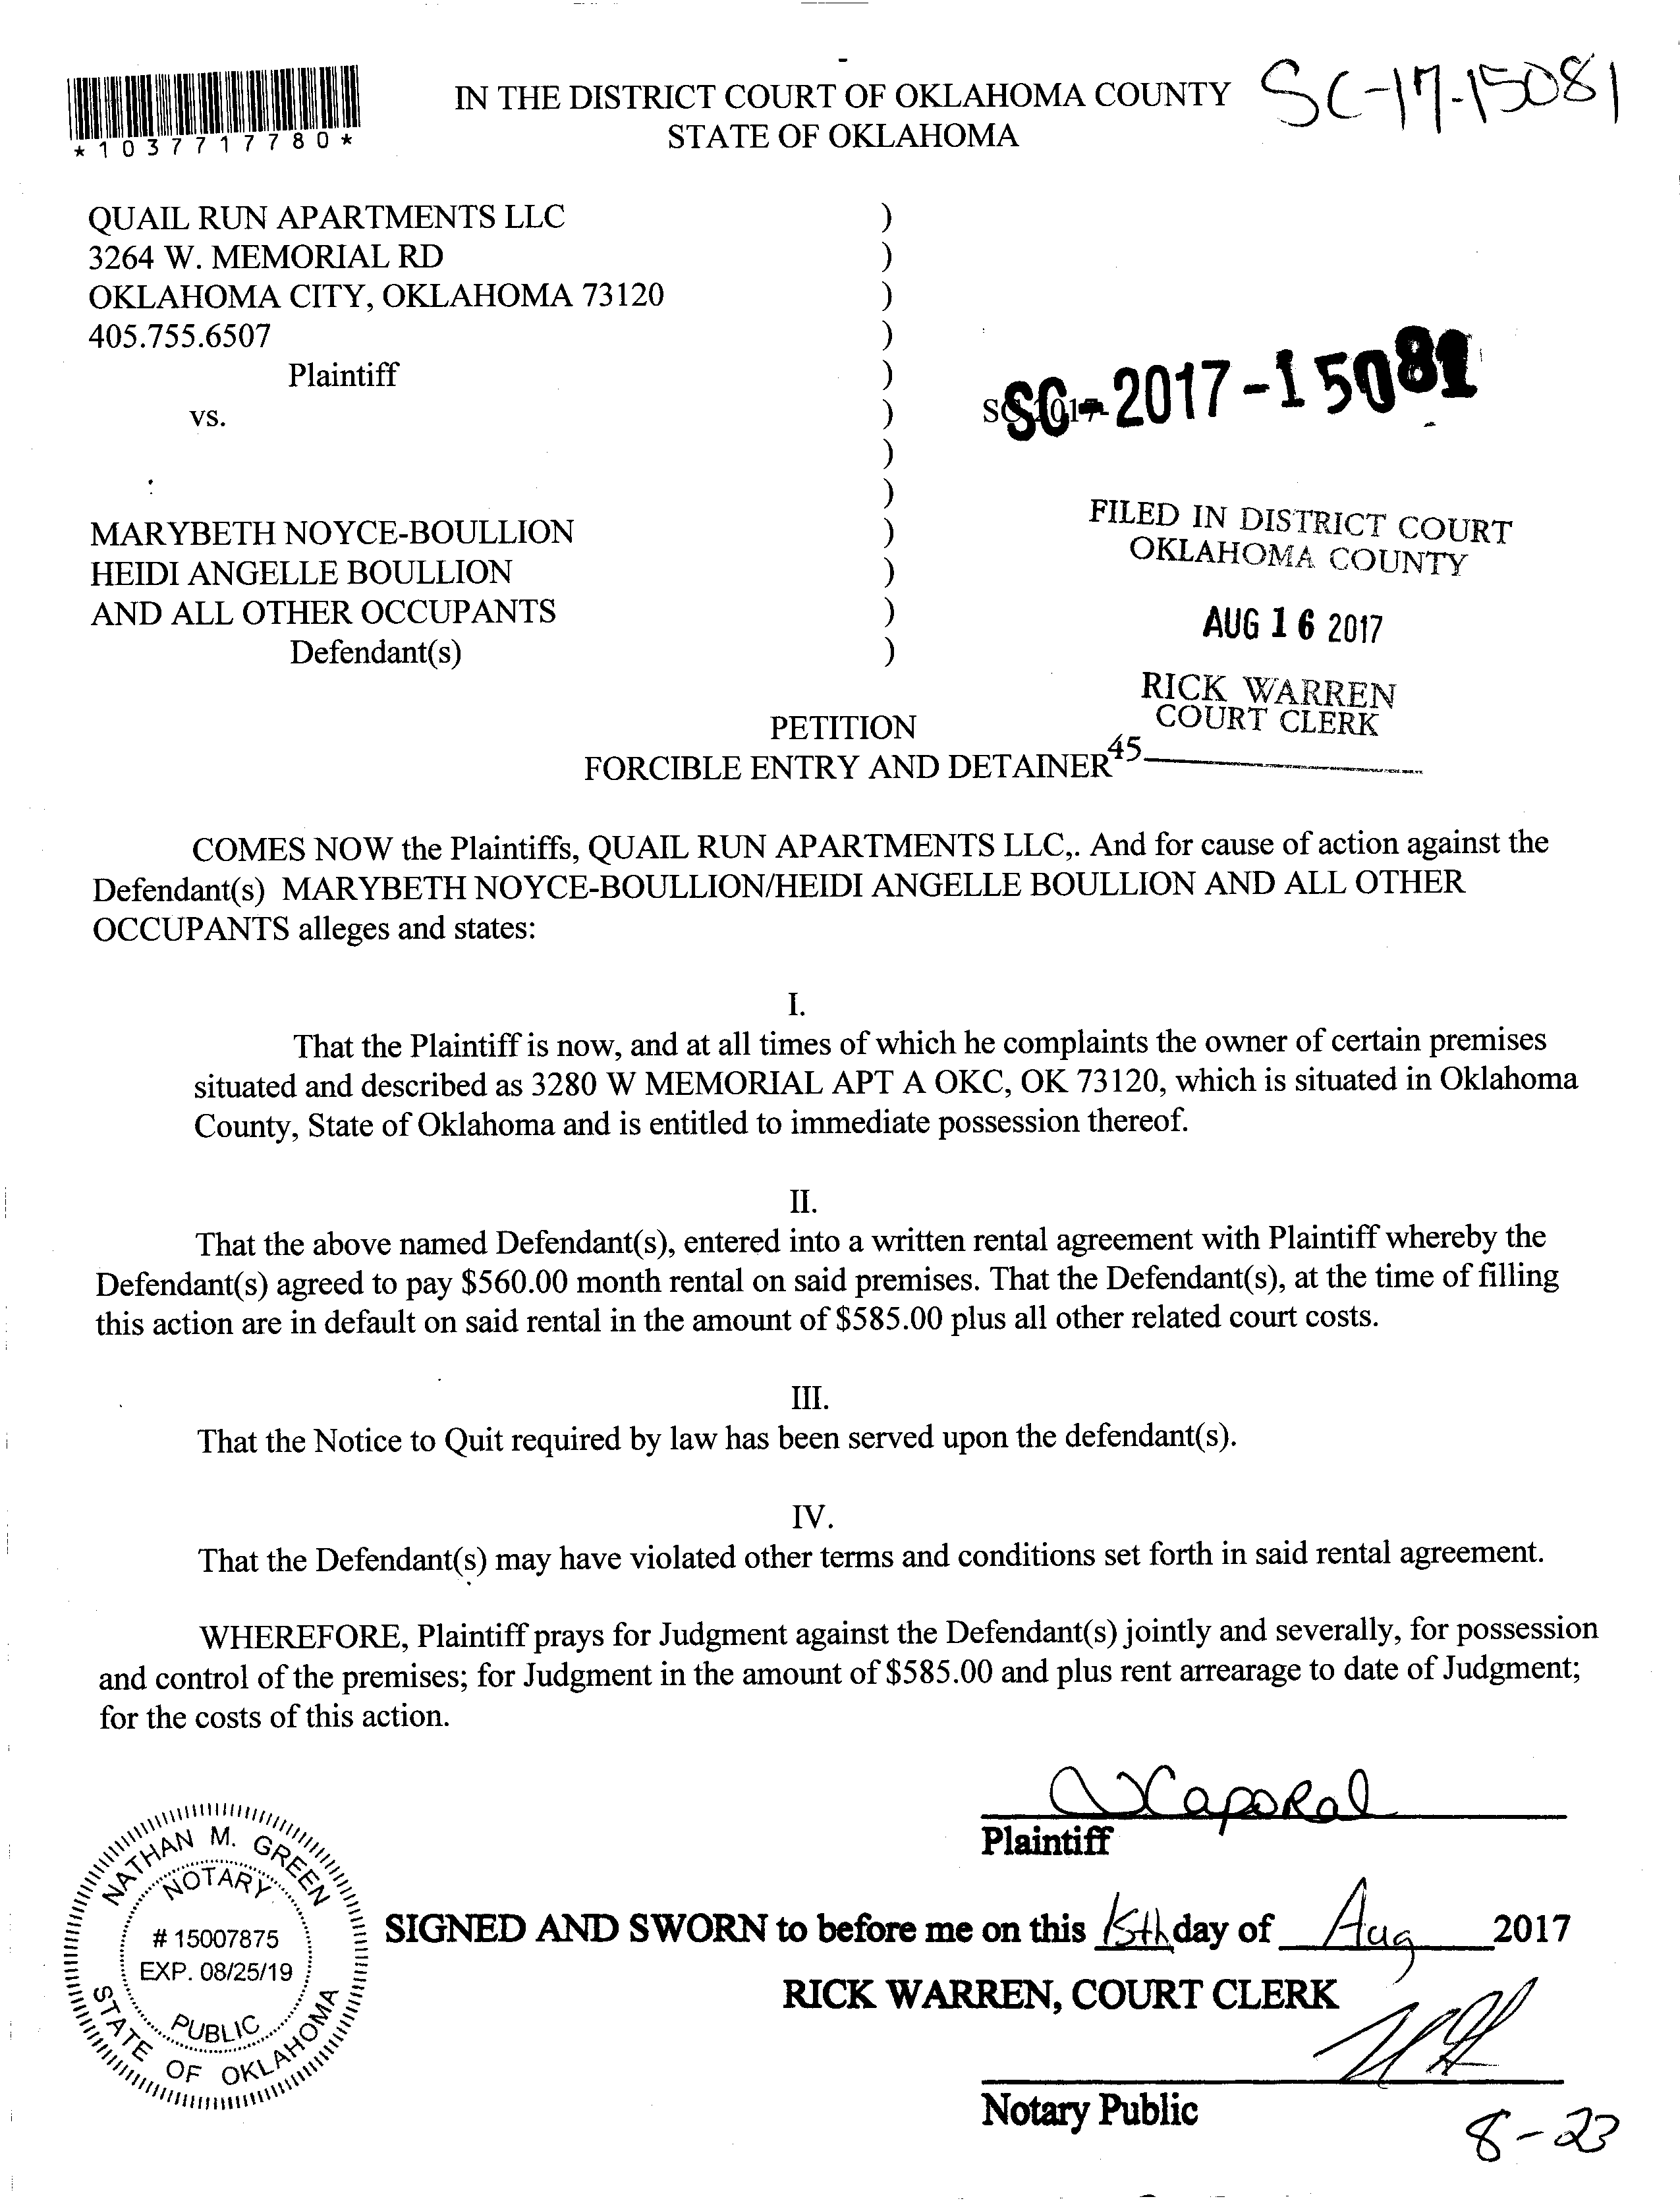 IN THE DISTRICT COURT OF OKLAHOMA COUNTY
STATE OF OKLAHOMA
SC-17-15081
*1037717780*
QUAIL RUN APARTMENTS LLC )
3264 W. MEMORIAL RD )
OKLAHOMA CITY, OKLAHOMA 73120 )
405.755.6507 )
Plaintiff )
vs. )
)
)
SC-2017-15081
MARYBETH NOYCE-BOULLION )
HEIDI ANGELLE BOULLION )
AND ALL OTHER OCCUPANTS )
Defendant(s) )
FILED IN DISTRICT COURT
OKLAHOMA COUNTY
AUG 16 2017
RICK WARREN
COURT CLERK
45
PETITION
FORCIBLE ENTRY AND DETAINER
COMES NOW the Plaintiffs, QUAIL RUN APARTMENTS LLC,. And for cause of action against the
Defendant(s) MARYBETH NOYCE-BOULLION/HEIDI ANGELLE BOULLION AND ALL OTHER
OCCUPANTS alleges and states:
I.
That the Plaintiff is now, and at all times of which he complaints the owner of certain premises
situated and described as 3280 W MEMORIAL APT A OKC, OK 73120, which is situated in Oklahoma
County, State of Oklahoma and is entitled to immediate possession thereof.
II.
That the above named Defendant(s), entered into a written rental agreement with Plaintiff whereby the
Defendant(s) agreed to pay $560.00 month rental on said premises. That the Defendant(s), at the time of filling
this action are in default on said rental in the amount of $585.00 plus all other related court costs.
III.
That the Notice to Quit required by law has been served upon the defendant(s).
IV.
That the Defendant(s) may have violated other terms and conditions set forth in said rental agreement.
WHEREFORE, Plaintiff prays for Judgment against the Defendant(s) jointly and severally, for possession
and control of the premises; for Judgment in the amount of $585.00 and plus rent arrearage to date of Judgment;
for the costs of this action.
Caporal
Plaintiff
NATHAN M. GREEN
NOTARY
# 15007875
EXP. 08/25/19
PUBLIC
STATE OF OKLAHOMA
SIGNED AND SWORN to before me on this 15th day of Aug 2017
RICK WARREN, COURT CLERK
Notary Public
8-23